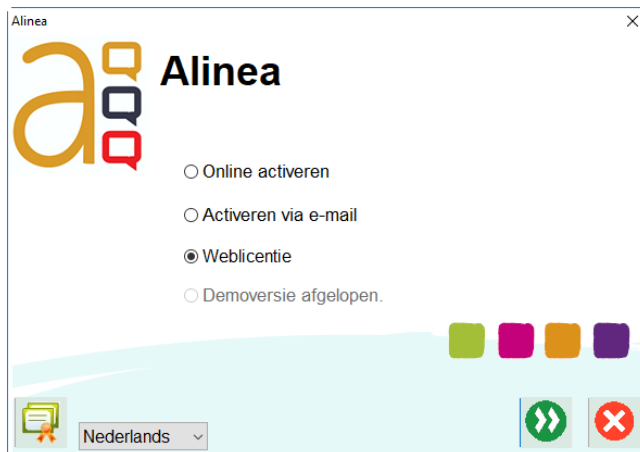 Alinea
Alinea
Online activeren
Activeren via e-mail
Weblicentie
Demoversie afgelopen.
Nederlands